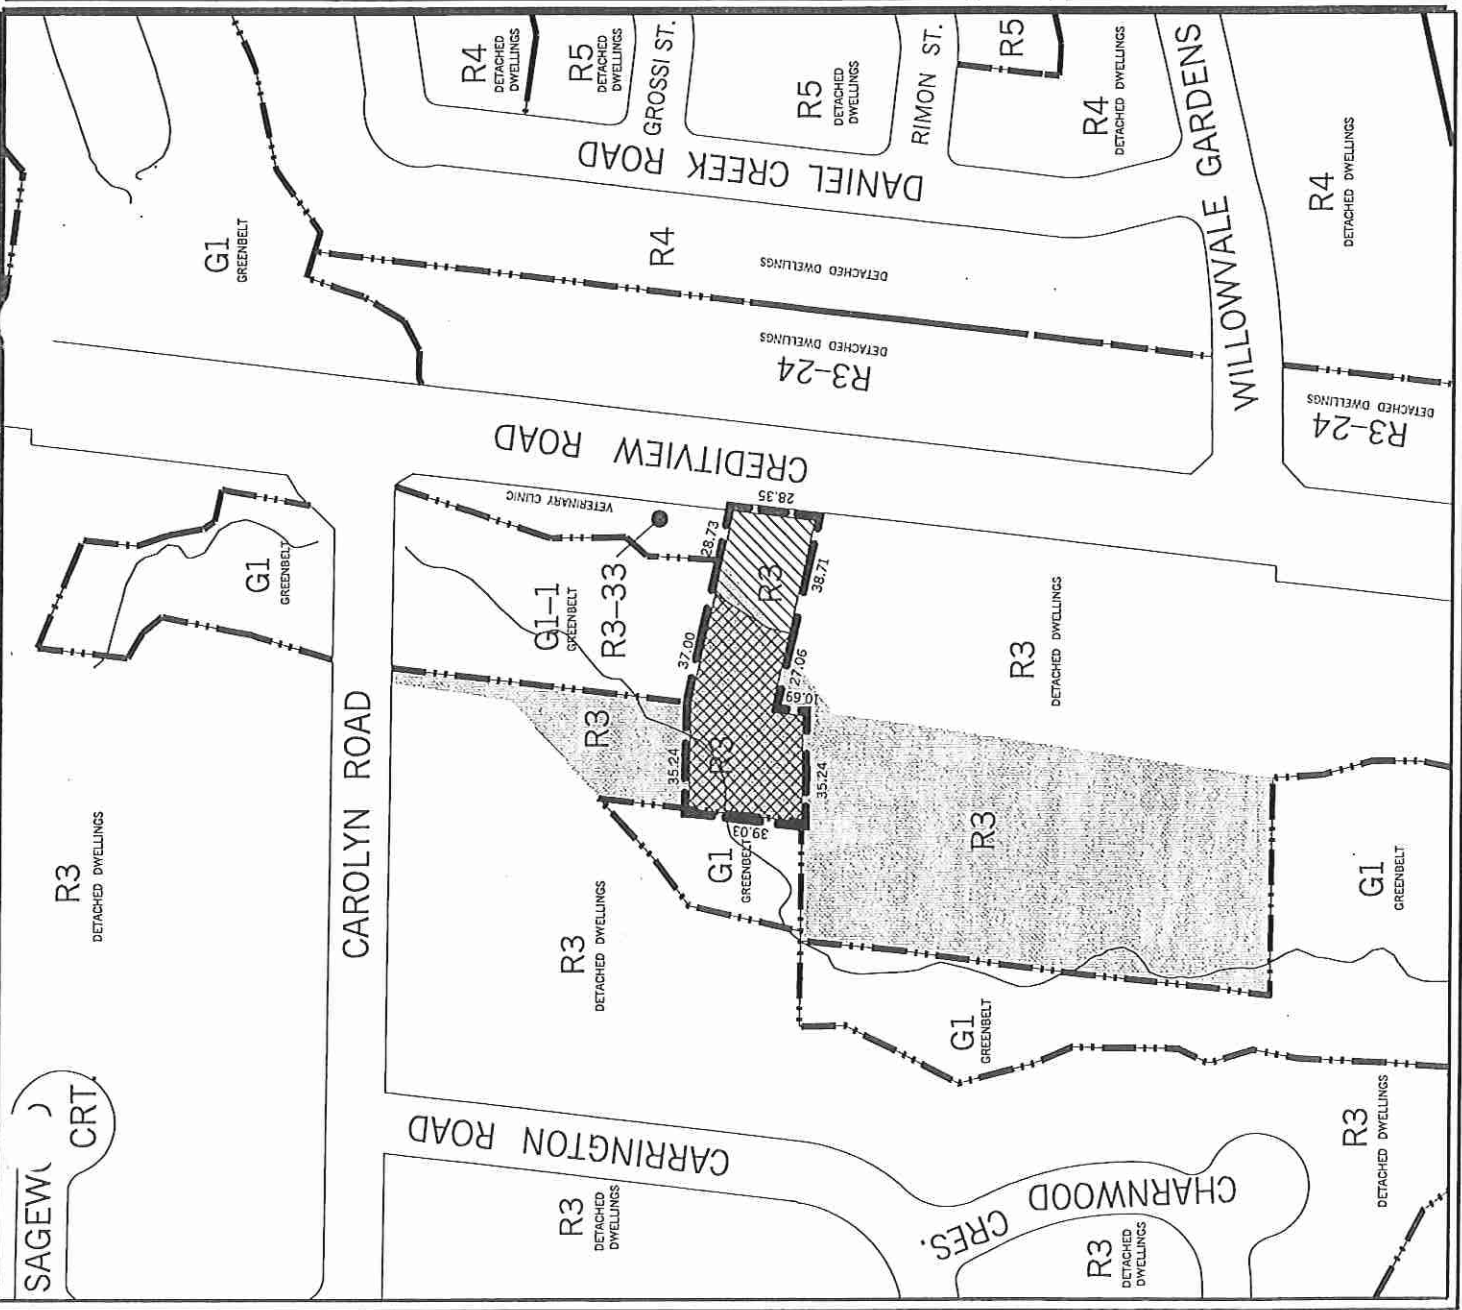 R4
DETACHED
DWELLINGS
R5
DETACHED
DWELLINGS
GROSSI ST.
R5
DETACHED
DWELLINGS
RIMON ST.
R5
R4
DETACHED DWELLINGS
WILLOWVALE GARDENS
R4
DETACHED DWELLINGS
DANIEL CREEK ROAD
G1
GREENBELT
R4
DETACHED DWELLINGS
DETACHED DWELLINGS
R3-24
DETACHED DWELLINGS
R3-24
CREDITVIEW ROAD
VETERINARY CLINIC
28.35
28.73
38.71
R3
G1
GREENBELT
G1-1
GREENBELT
R3-33
37.00
27.06
10.69
R3
DETACHED DWELLINGS
R3
R3
35.24
35.24
39.03
CAROLYN ROAD
R3
DETACHED DWELLINGS
G1
GREENBELT
R3
G1
GREENBELT
R3
DETACHED DWELLINGS
G1
GREENBELT
SAGEW
CRT.
CARRINGTON ROAD
R3
DETACHED
DWELLINGS
CHARNWOOD
CRES.
R3
DETACHED
DWELLINGS
R3
DETACHED DWELLINGS